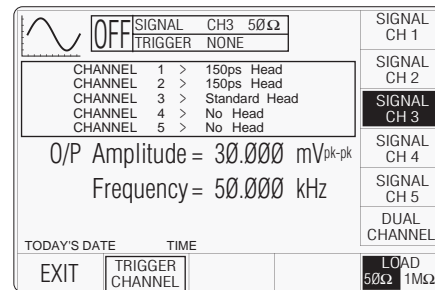 OFF SIGNAL CH3 5ØΩ
TRIGGER NONE
CHANNEL 1 > 150ps Head
CHANNEL 2 > 150ps Head
CHANNEL 3 > Standard Head
CHANNEL 4 > No Head
CHANNEL 5 > No Head
O/P Amplitude = 3Ø.ØØØ mVpk-pk
Frequency = 5Ø.ØØØ kHz
TODAY'S DATE TIME
EXIT
TRIGGER
CHANNEL
SIGNAL
CH 1
SIGNAL
CH 2
SIGNAL
CH 3
SIGNAL
CH 4
SIGNAL
CH 5
DUAL
CHANNEL
LOAD
5ØΩ 1MΩ